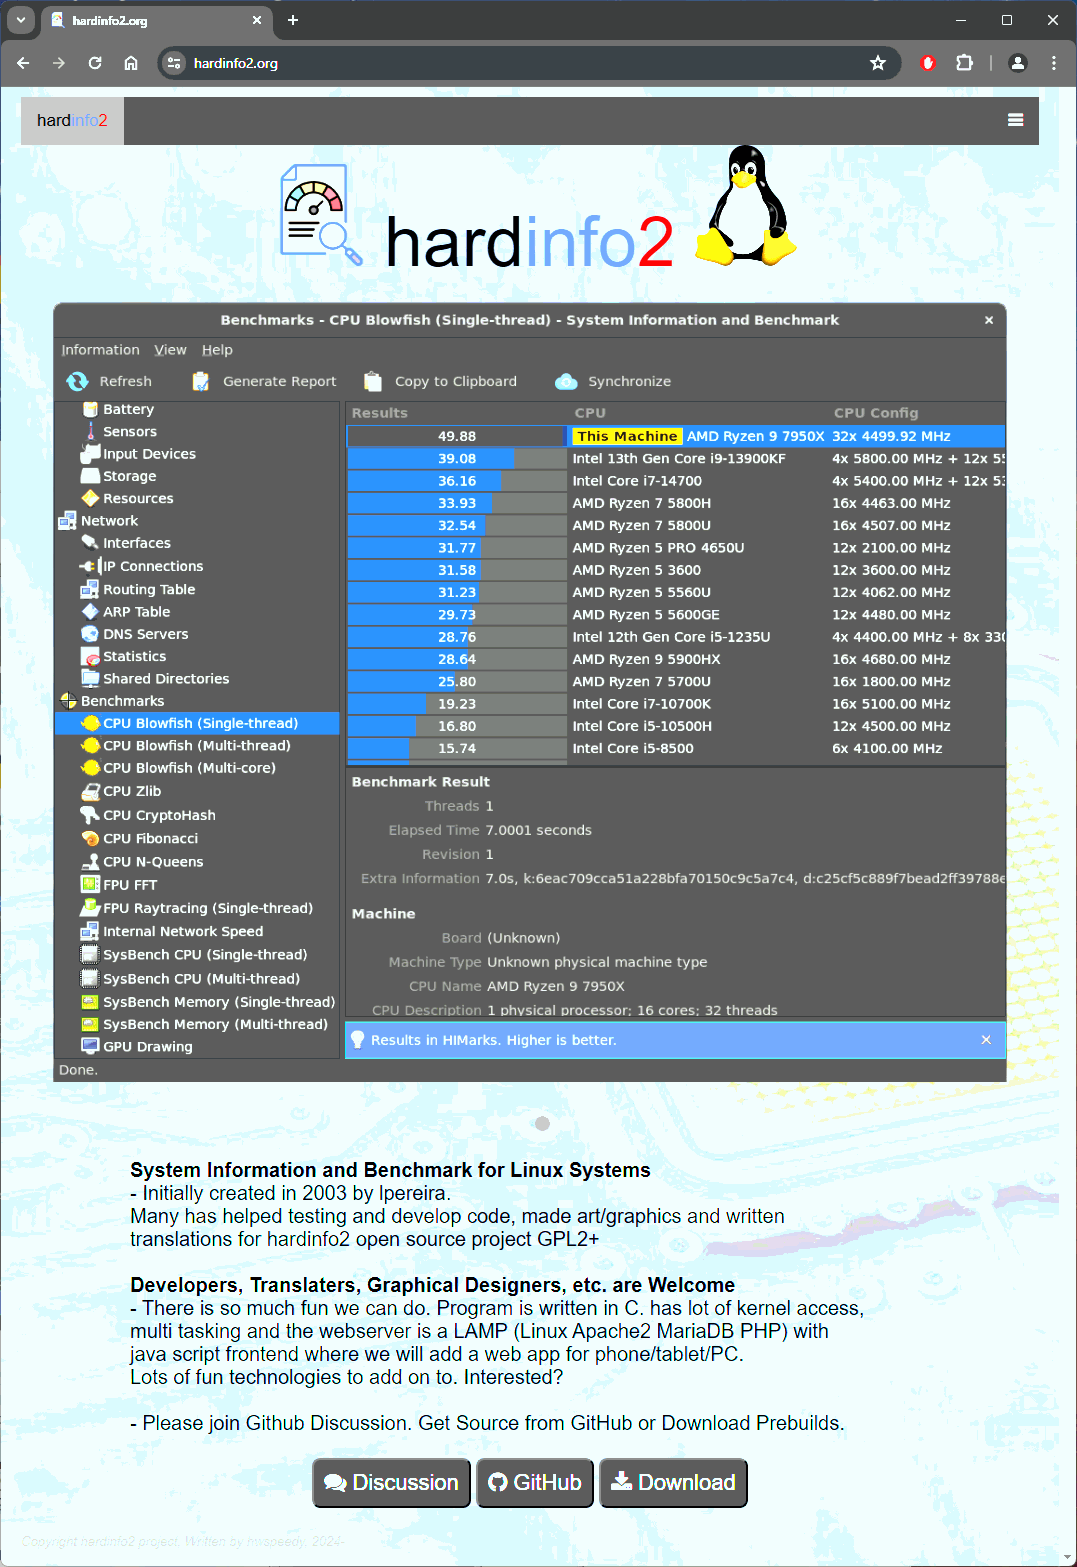 hardinfo2.org
hardinfo2.org
hardinfo2
hardinfo2
Benchmarks - CPU Blowfish (Single-thread) - System Information and Benchmark
Information View Help
Refresh Generate Report Copy to Clipboard Synchronize
Battery
Sensors
Input Devices
Storage
Resources
Network
Interfaces
IP Connections
Routing Table
ARP Table
DNS Servers
Statistics
Shared Directories
Benchmarks
CPU Blowfish (Single-thread)
CPU Blowfish (Multi-thread)
CPU Blowfish (Multi-core)
CPU Zlib
CPU CryptoHash
CPU Fibonacci
CPU N-Queens
FPU FFT
FPU Raytracing (Single-thread)
Internal Network Speed
SysBench CPU (Single-thread)
SysBench CPU (Multi-thread)
SysBench Memory (Single-thread)
SysBench Memory (Multi-thread)
GPU Drawing
Results CPU CPU Config
49.88 This Machine AMD Ryzen 9 7950X 32x 4499.92 MHz
39.08 Intel 13th Gen Core i9-13900KF 4x 5800.00 MHz + 12x 55
36.16 Intel Core i7-14700 4x 5400.00 MHz + 12x 53
33.93 AMD Ryzen 7 5800H 16x 4463.00 MHz
32.54 AMD Ryzen 7 5800U 16x 4507.00 MHz
31.77 AMD Ryzen 5 PRO 4650U 12x 2100.00 MHz
31.58 AMD Ryzen 5 3600 12x 3600.00 MHz
31.23 AMD Ryzen 5 5560U 12x 4062.00 MHz
29.73 AMD Ryzen 5 5600GE 12x 4480.00 MHz
28.76 Intel 12th Gen Core i5-1235U 4x 4400.00 MHz + 8x 330
28.64 AMD Ryzen 9 5900HX 16x 4680.00 MHz
25.80 AMD Ryzen 7 5700U 16x 1800.00 MHz
19.23 Intel Core i7-10700K 16x 5100.00 MHz
16.80 Intel Core i5-10500H 12x 4500.00 MHz
15.74 Intel Core i5-8500 6x 4100.00 MHz
Benchmark Result
Threads 1
Elapsed Time 7.0001 seconds
Revision 1
Extra Information 7.0s, k:6eac709cca51a228bfa70150c9c5a7c4, d:c25cf5c889f7bead2ff39788e
Machine
Board (Unknown)
Machine Type Unknown physical machine type
CPU Name AMD Ryzen 9 7950X
CPU Description 1 physical processor; 16 cores; 32 threads
Results in HIMarks. Higher is better.
Done.
System Information and Benchmark for Linux Systems
- Initially created in 2003 by lpereira.
Many has helped testing and develop code, made art/graphics and written
translations for hardinfo2 open source project GPL2+
Developers, Translaters, Graphical Designers, etc. are Welcome
- There is so much fun we can do. Program is written in C. has lot of kernel access,
multi tasking and the webserver is a LAMP (Linux Apache2 MariaDB PHP) with
java script frontend where we will add a web app for phone/tablet/PC.
Lots of fun technologies to add on to. Interested?
- Please join Github Discussion. Get Source from GitHub or Download Prebuilds.
Discussion GitHub Download
Copyright hardinfo2 project. Written by hwspeedy, 2024-